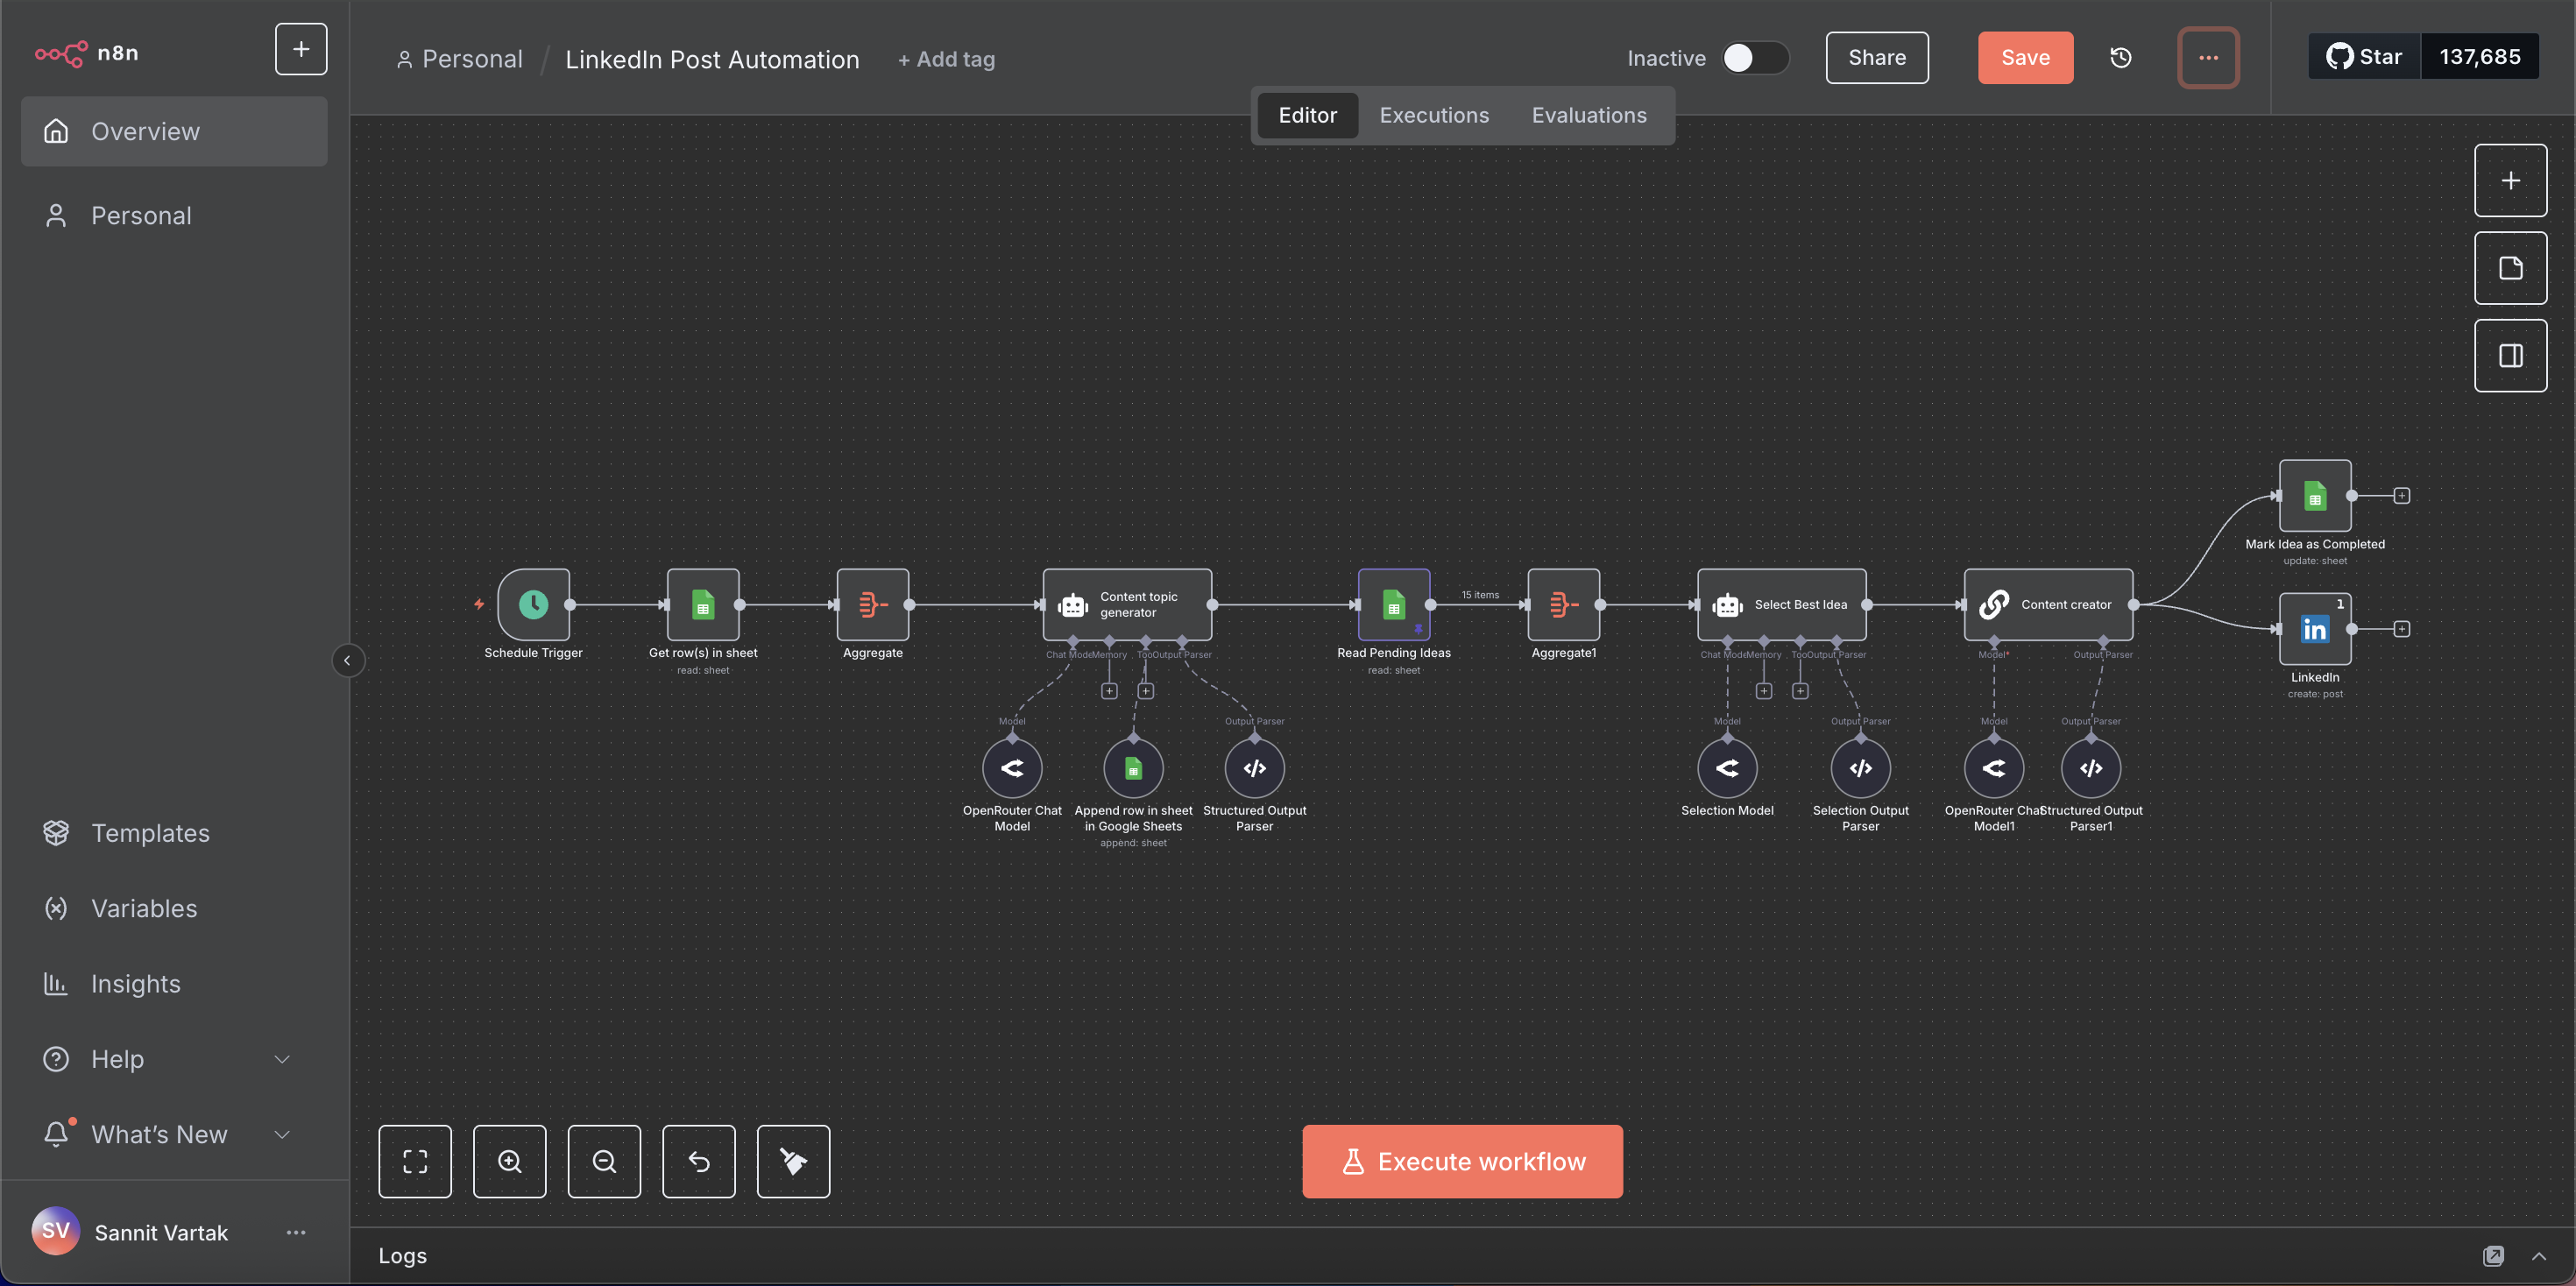 n8n
Personal / LinkedIn Post Automation + Add tag
Inactive
Share
Save
Star 137,685
Editor Executions Evaluations
Overview
Personal
Templates
Variables
Insights
Help
What's New
SV Sannit Vartak
Schedule Trigger
Get row(s) in sheet
read: sheet
Aggregate
Content topic
generator
Chat Mode Memory Too Output Parser
Model
OpenRouter Chat
Model
Append row in sheet
in Google Sheets
append: sheet
Output Parser
Structured Output
Parser
Read Pending Ideas
read: sheet
15 items
Aggregate1
Select Best Idea
Chat Mode Memory Too Output Parser
Model
Selection Model
Output Parser
Selection Output
Parser
Content creator
Model* Output Parser
Model
OpenRouter Chat
Model1
Output Parser
Structured Output
Parser1
Mark Idea as Completed
update: sheet
1
in
LinkedIn
create: post
Execute workflow
Logs